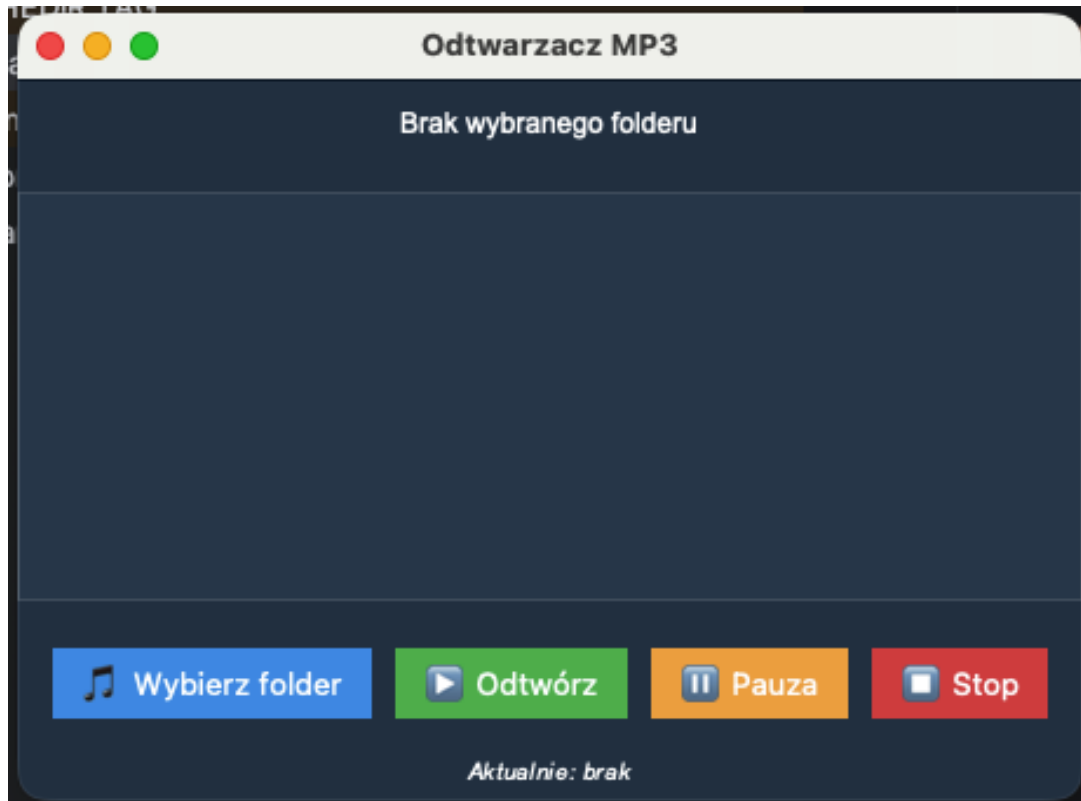 Odtwarzacz MP3
Brak wybranego folderu
Wybierz folder
Odtwórz
Pauza
Stop
Aktualnie: brak